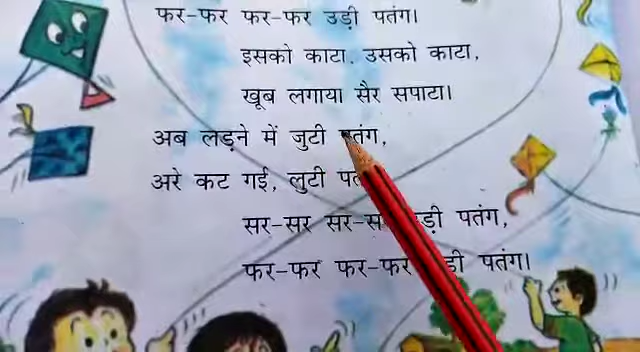 फर-फर फर-फर उड़ी पतंग।
इसको काटा, उसको काटा,
खूब लगाया सैर सपाटा।
अब लड़ने में जुटी पतंग,
अरे कट गई, लुटी
सर-सर पतंग,
फर-फर फर-फर पतंग।